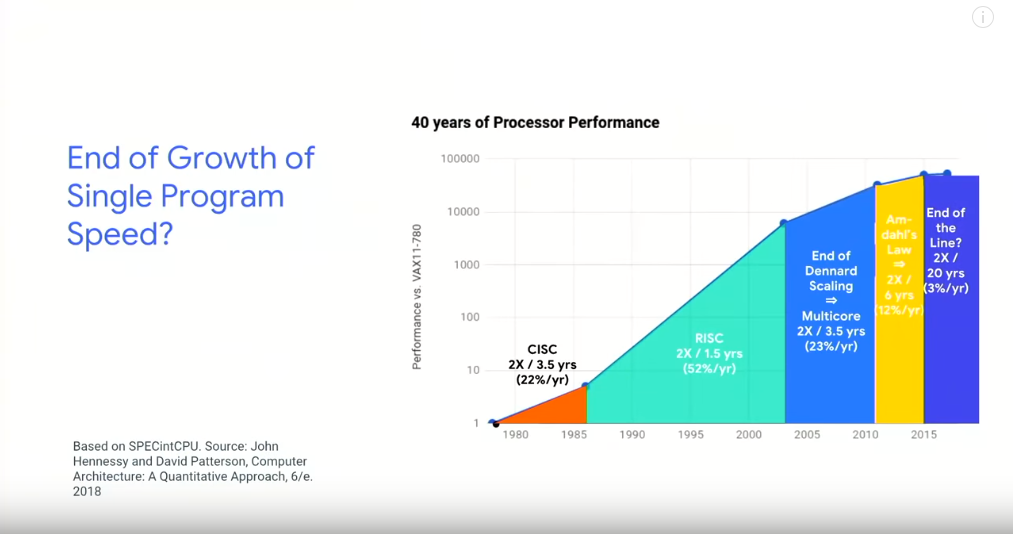 40 years of Processor Performance
End of Growth of
Single Program
Speed?
Performance vs. VAX11-780
100000
10000
1000
100
10
1
1980
1985
1990
1995
2000
2005
2010
2015
CISC
2X / 3.5 yrs
(22%/yr)
RISC
2X / 1.5 yrs
(52%/yr)
End of
Dennard
Scaling
⇒
Multicore
2X / 3.5 yrs
(23%/yr)
Am-
dahl's
Law
⇒
2X /
6 yrs
(12%/yr)
End of
the
Line?
2X /
20 yrs
(3%/yr)
Based on SPECintCPU. Source: John
Hennessy and David Patterson, Computer
Architecture: A Quantitative Approach, 6/e.
2018